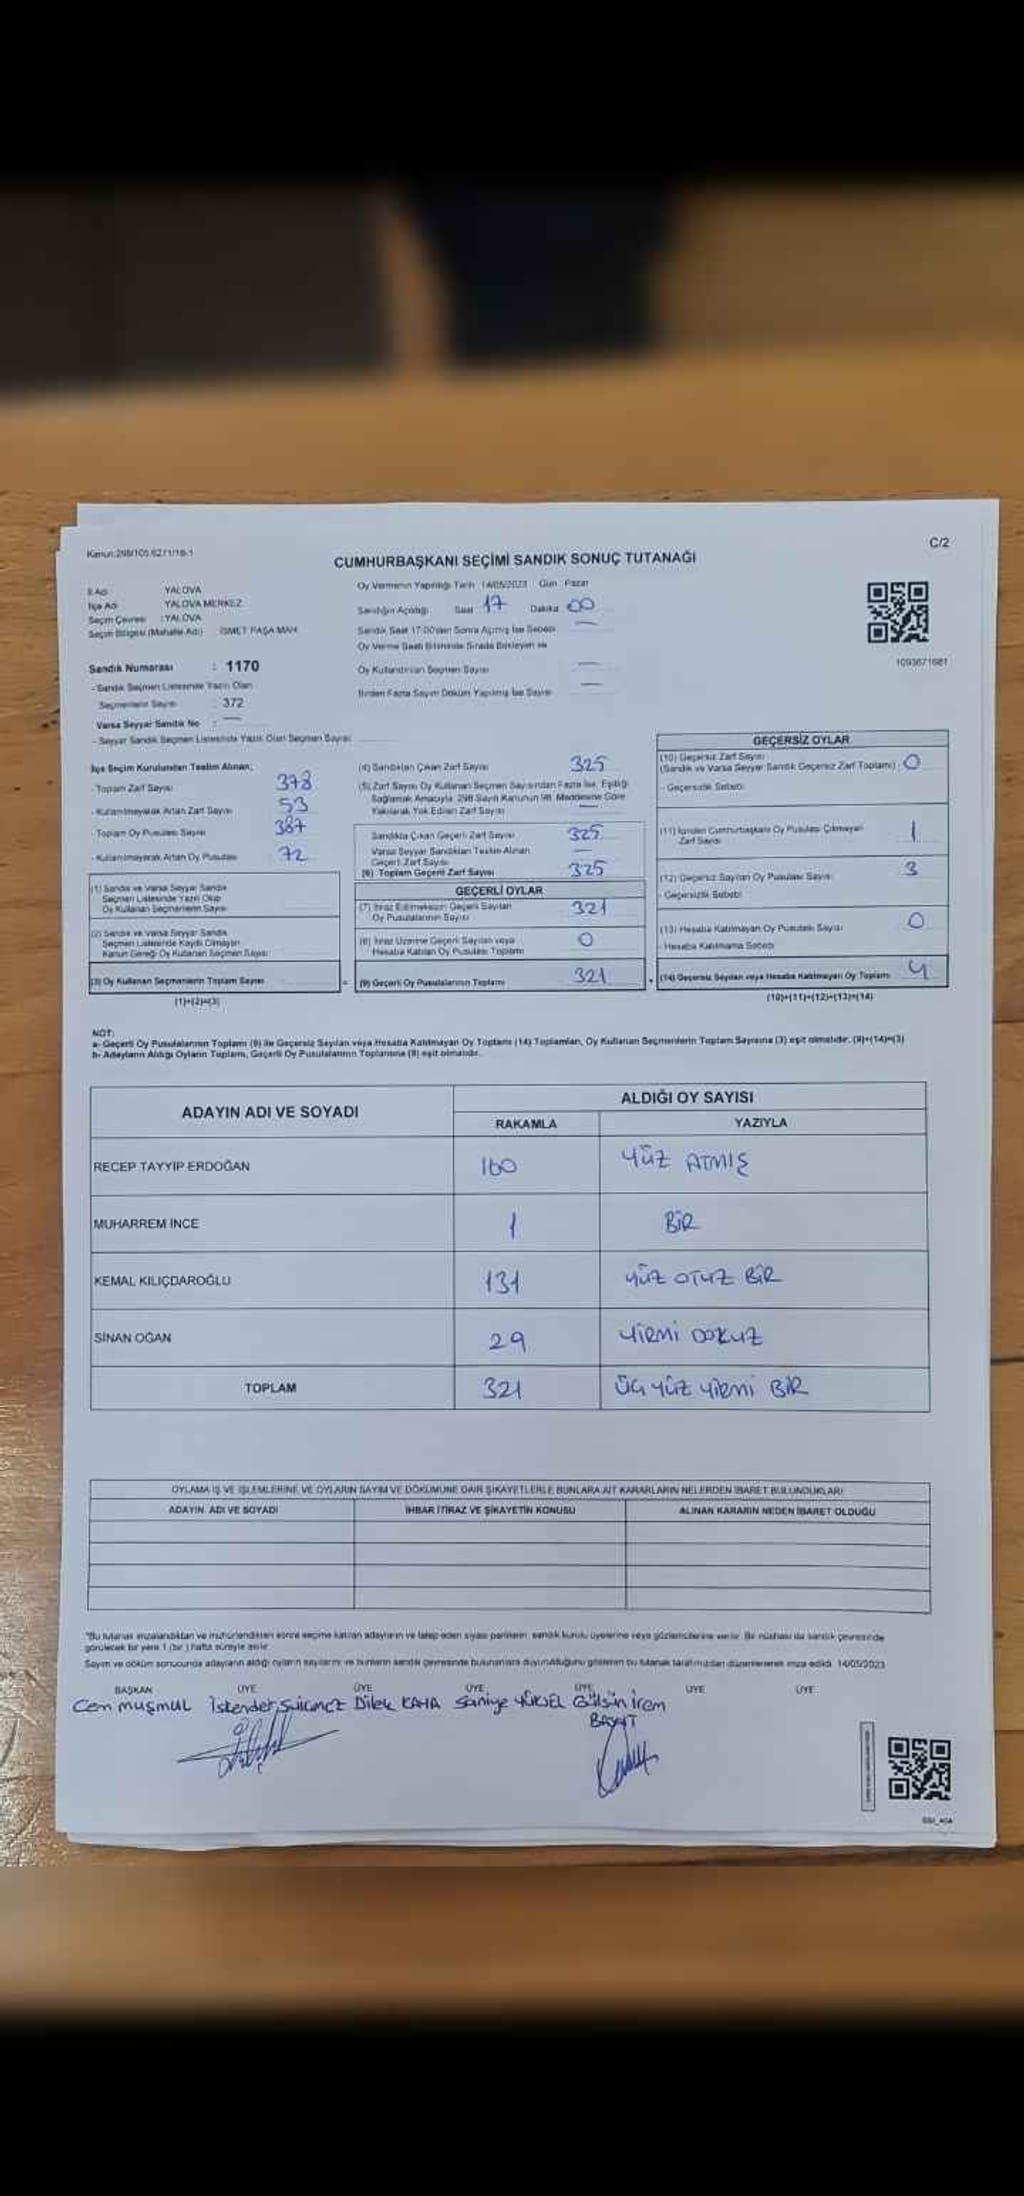 Kanun:298/105.6271/18-1
C/2
CUMHURBAŞKANI SEÇİMİ SANDIK SONUÇ TUTANAĞI
İl Adı YALOVA
İlçe Adı YALOVA MERKEZ
Seçim Çevresi : YALOVA
Seçim Bölgesi (Mahalle Adı) İSMET PAŞA MAH.
Oy Vermenin Yapıldığı Tarih 14/05/2023 Gün Pazar
Sandığın Açıldığı Saat 17 Dakika 00
Sandık Saat 17:00'den Sonra Açılmış İse Sebebi —
Oy Verme Saati Bitiminde Sırada Bekleyen ve
Oy Kullandırılan Seçmen Sayısı —
Birden Fazla Sayım Döküm Yapılmış İse Sayısı —
1093671681
Sandık Numarası : 1170
- Sandık Seçmen Listesinde Yazılı Olan
Seçmenlerin Sayısı : 372
Varsa Seyyar Sandık No : —
- Seyyar Sandık Seçmen Listesinde Yazılı Olan Seçmen Sayısı
İlçe Seçim Kurulundan Teslim Alınan;
- Toplam Zarf Sayısı 378
- Kullanılmayarak Artan Zarf Sayısı 53
- Toplam Oy Pusulası Sayısı 387
- Kullanılmayarak Artan Oy Pusulası 72
(1) Sandık ve Varsa Seyyar Sandık
Seçmen Listesinde Yazılı Olup
Oy Kullanan Seçmenlerin Sayısı
(2) Sandık ve Varsa Seyyar Sandık
Seçmen Listesinde Kaydı Olmayan
Kanun Gereği Oy Kullanan Seçmen Sayısı
(3) Oy Kullanan Seçmenlerin Toplam Sayısı
=
(1)+(2)=(3)
(4) Sandıktan Çıkan Zarf Sayısı 325
(5) Zarf Sayısı Oy Kullanan Seçmen Sayısından Fazla İse, Eşitliği
Sağlamak Amacıyla, 298 Sayılı Kanunun 98. Maddesine Göre
Yakılarak Yok Edilen Zarf Sayısı —
Sandıkta Çıkan Geçerli Zarf Sayısı 325
Varsa Seyyar Sandıktan Teslim Alınan
Geçerli Zarf Sayısı —
(6) Toplam Geçerli Zarf Sayısı 325
GEÇERLİ OYLAR
(7) İtiraz Edilmeksizin Geçerli Sayılan
Oy Pusulalarının Sayısı 321
(8) İtiraz Üzerine Geçerli Sayılan veya
Hesaba Katılan Oy Pusulası Toplamı 0
(9) Geçerli Oy Pusulalarının Toplamı 321
+
GEÇERSİZ OYLAR
(10) Geçersiz Zarf Sayısı
(Sandık ve Varsa Seyyar Sandık Geçersiz Zarf Toplamı) 0
- Geçersizlik Sebebi
(11) İçinden Cumhurbaşkanı Oy Pusulası Çıkmayan
Zarf Sayısı 1
(12) Geçersiz Sayılan Oy Pusulası Sayısı 3
- Geçersizlik Sebebi
(13) Hesaba Katılmayan Oy Pusulası Sayısı 0
- Hesaba Katılmama Sebebi
(14) Geçersiz Sayılan veya Hesaba Katılmayan Oy Toplamı 4
(10)+(11)+(12)+(13)=(14)
NOT:
a- Geçerli Oy Pusulalarının Toplamı (9) ile Geçersiz Sayılan veya Hesaba Katılmayan Oy Toplamı (14) Toplamları, Oy Kullanan Seçmenlerin Toplam Sayısına (3) eşit olmalıdır. (9)+(14)=(3)
b- Adayların Aldığı Oyların Toplamı, Geçerli Oy Pusulalarının Toplamına (9) eşit olmalıdır.
ADAYIN ADI VE SOYADI
ALDIĞI OY SAYISI
RAKAMLA YAZIYLA
RECEP TAYYİP ERDOĞAN 160 YÜZ ATMIŞ
MUHARREM İNCE 1 BİR
KEMAL KILIÇDAROĞLU 131 YÜZ OTUZ BİR
SİNAN OĞAN 29 YİRMİ DOKUZ
TOPLAM 321 ÜÇ YÜZ YİRMİ BİR
OYLAMA İŞ VE İŞLEMLERİNE VE OYLARIN SAYIM VE DÖKÜMÜNE DAİR ŞİKAYETLERLE BUNLARA AİT KARARLARIN NELERDEN İBARET BULUNDUKLARI
ADAYIN ADI VE SOYADI İHBAR İTİRAZ VE ŞİKAYETİN KONUSU ALINAN KARARIN NEDEN İBARET OLDUĞU
"Bu tutanak imzalandıktan ve mühürlendikten sonra seçime katılan adayların ve talep eden siyasi partilerin, sandık kurulu üyelerine veya gözlemcilerine verilir. Bir nüshası da sandık çevresinde
görülecek bir yere 1 (bir) hafta süreyle asılır.
Sayım ve döküm sonucunda adayların aldığı oyların sayılarını ve bunların sandık çevresinde bulunanlara duyurulduğunu gösteren bu tutanak tarafımızdan düzenlenerek imza edildi. 14/05/2023
BAŞKAN ÜYE ÜYE ÜYE ÜYE ÜYE ÜYE
Cem muşmul İskender Dilek KAYA Saniye YÜKSEL Gülsin irem